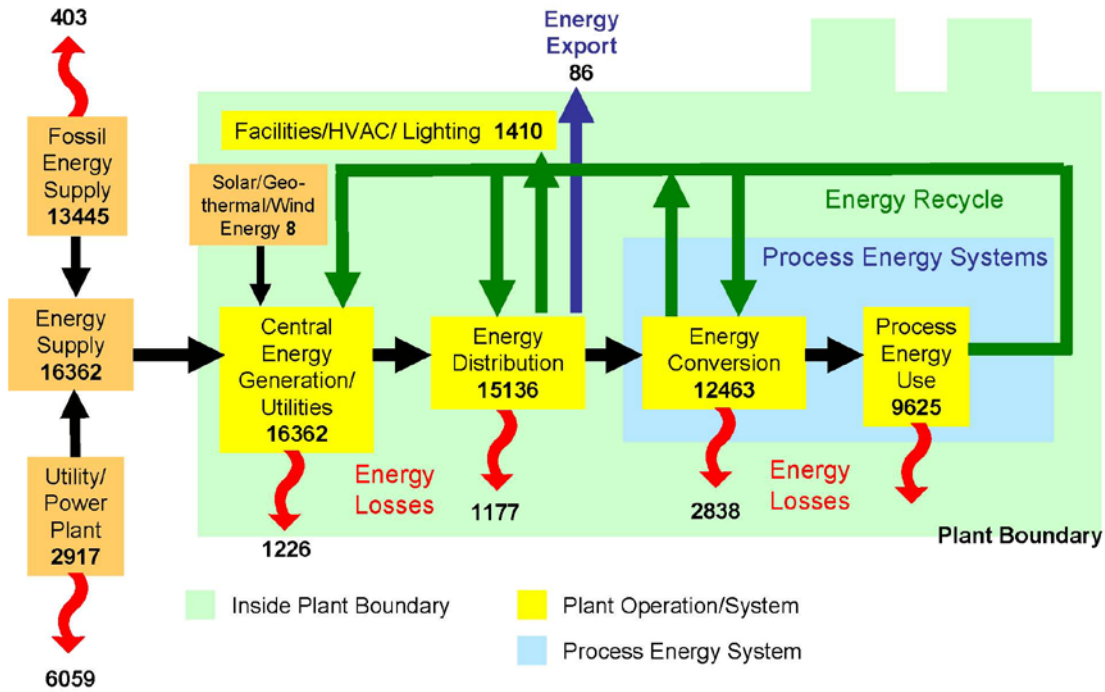 403
Fossil
Energy
Supply
13445
Energy
Supply
16362
Utility/
Power
Plant
2917
6059
Energy
Export
86
Facilities/HVAC/ Lighting 1410
Solar/Geo-
thermal/Wind
Energy 8
Energy Recycle
Process Energy Systems
Central
Energy
Generation/
Utilities
16362
Energy
Distribution
15136
Energy
Conversion
12463
Process
Energy
Use
9625
Energy
Losses
1226
1177
2838
Energy
Losses
Plant Boundary
Inside Plant Boundary
Plant Operation/System
Process Energy System